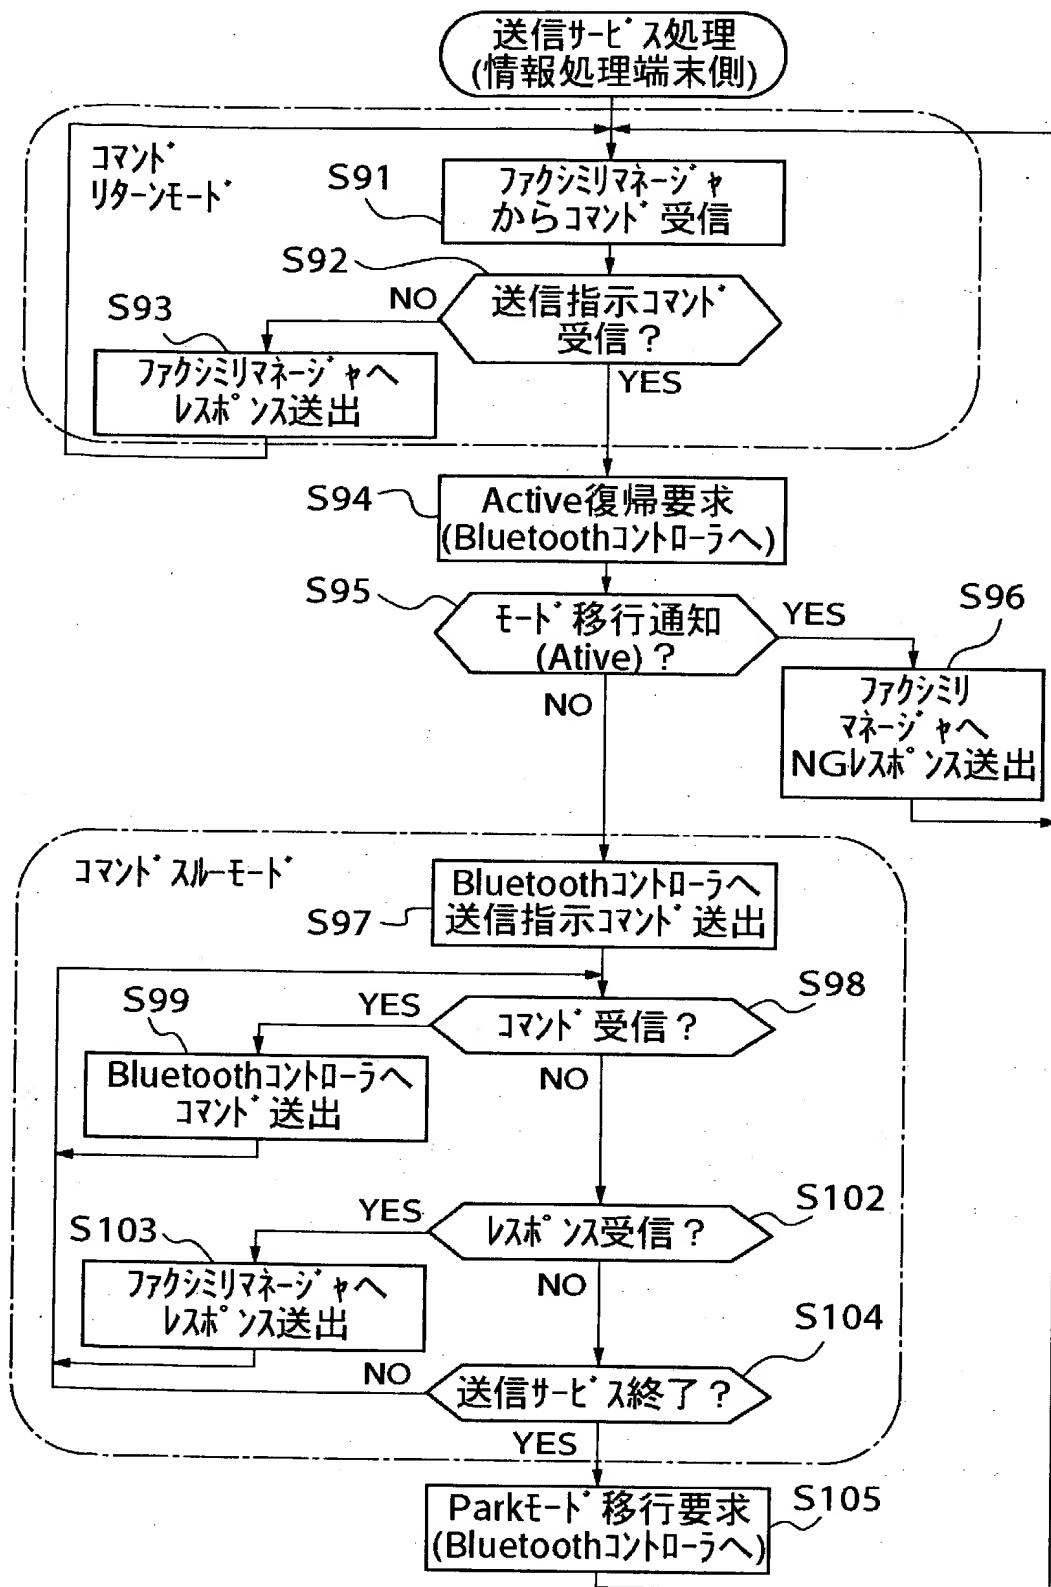 送信サービス処理
(情報処理端末側)
コマンド
リターンモード
S91
ファクシミリマネージャ
からコマンド受信
S92
送信指示コマンド
受信？
NO
YES
S93
ファクシミリマネージャへ
レスポンス送出
S94
Active復帰要求
(Bluetoothコントローラへ)
S95
モード移行通知
(Ative)？
YES
NO
S96
ファクシミリ
マネージャへ
NGレスポンス送出
コマンドスルーモード
S97
Bluetoothコントローラへ
送信指示コマンド送出
S98
コマンド受信？
YES
NO
S99
Bluetoothコントローラへ
コマンド送出
S102
レスポンス受信？
YES
NO
S103
ファクシミリマネージャへ
レスポンス送出
S104
送信サービス終了？
NO
YES
S105
Parkモード移行要求
(Bluetoothコントローラへ)